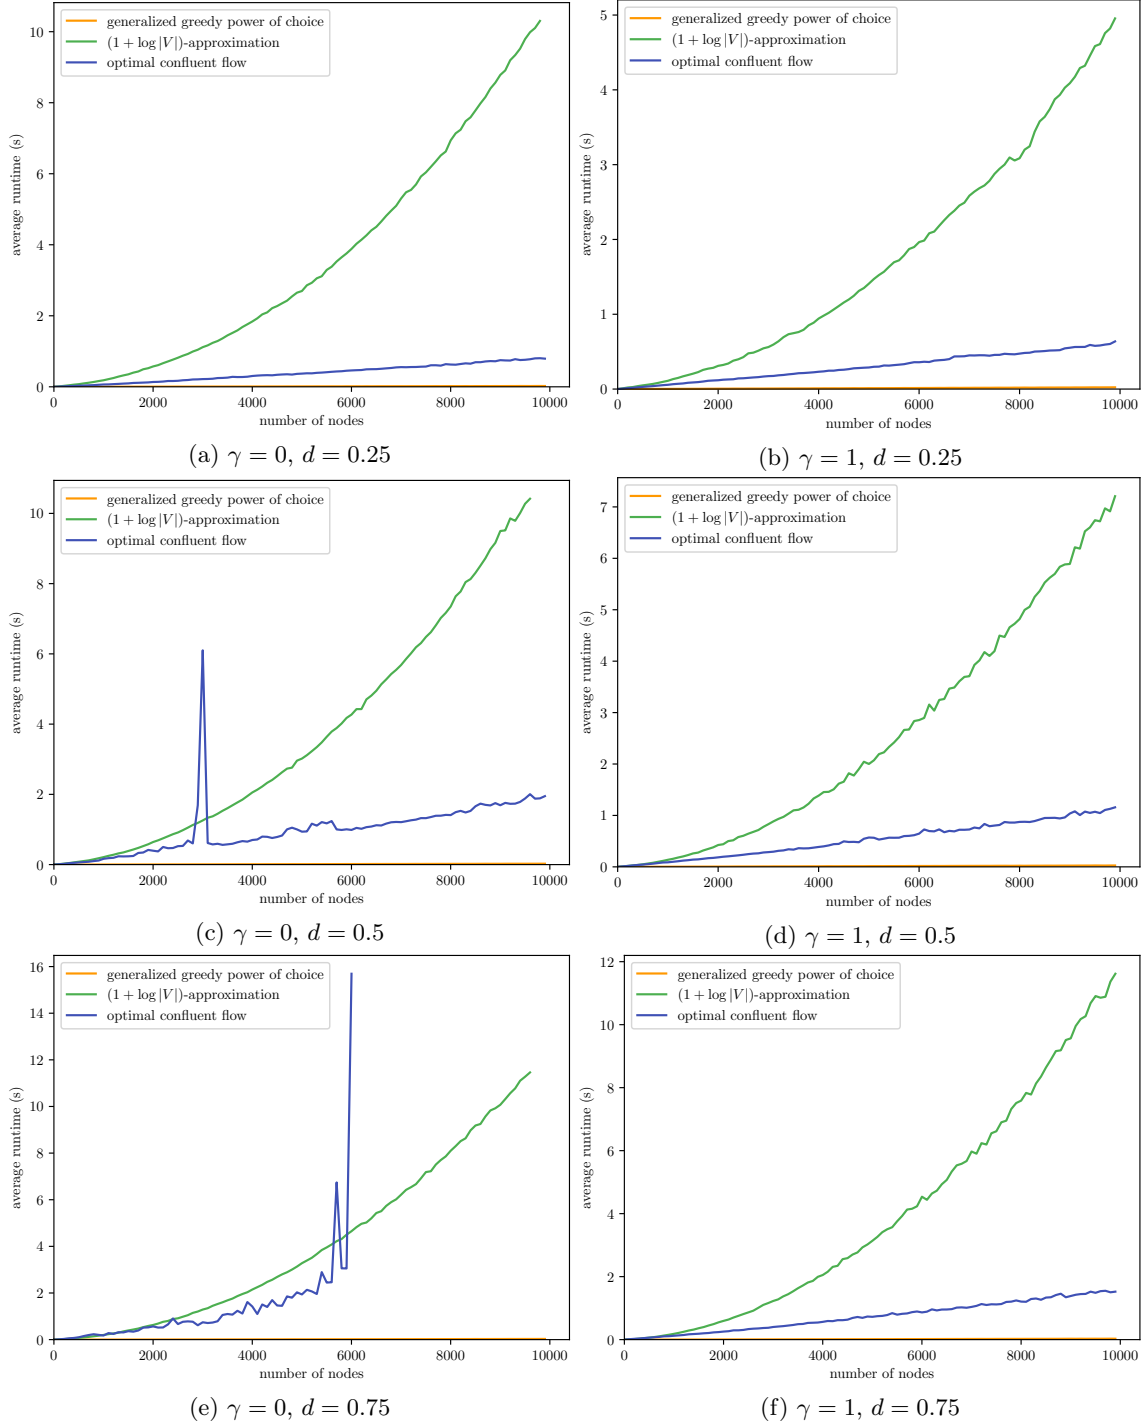 generalized greedy power of choice
(1 + log |V|)-approximation
optimal confluent flow
average runtime (s)
10
8
6
4
2
0
0 2000 4000 6000 8000 10000
number of nodes
(a) γ = 0, d = 0.25
generalized greedy power of choice
(1 + log |V|)-approximation
optimal confluent flow
average runtime (s)
5
4
3
2
1
0
0 2000 4000 6000 8000 10000
number of nodes
(b) γ = 1, d = 0.25
generalized greedy power of choice
(1 + log |V|)-approximation
optimal confluent flow
average runtime (s)
10
8
6
4
2
0
0 2000 4000 6000 8000 10000
number of nodes
(c) γ = 0, d = 0.5
generalized greedy power of choice
(1 + log |V|)-approximation
optimal confluent flow
average runtime (s)
7
6
5
4
3
2
1
0
0 2000 4000 6000 8000 10000
number of nodes
(d) γ = 1, d = 0.5
generalized greedy power of choice
(1 + log |V|)-approximation
optimal confluent flow
average runtime (s)
16
14
12
10
8
6
4
2
0
0 2000 4000 6000 8000 10000
number of nodes
(e) γ = 0, d = 0.75
generalized greedy power of choice
(1 + log |V|)-approximation
optimal confluent flow
average runtime (s)
12
10
8
6
4
2
0
0 2000 4000 6000 8000 10000
number of nodes
(f) γ = 1, d = 0.75